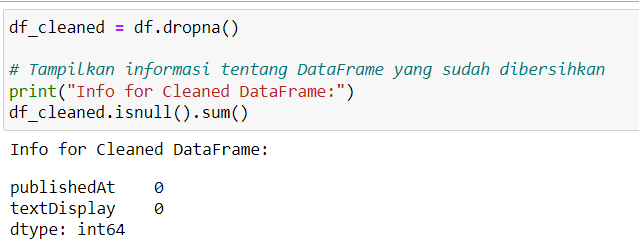 df_cleaned = df.dropna()
# Tampilkan informasi tentang DataFrame yang sudah dibersihkan
print("Info for Cleaned DataFrame:")
df_cleaned.isnull().sum()
Info for Cleaned DataFrame:
publishedAt    0
textDisplay    0
dtype: int64